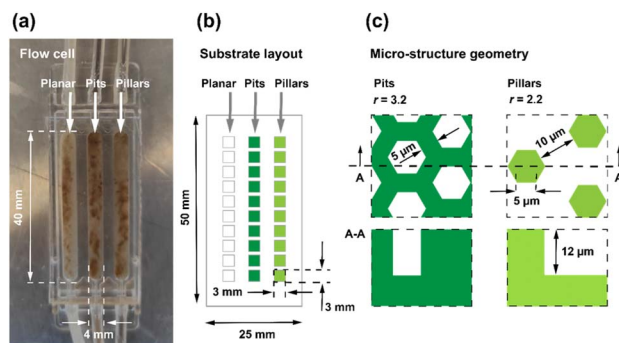 (a)
Flow cell
Planar Pits Pillars
40 mm
4 mm
(b)
Substrate layout
Planar Pits Pillars
50 mm
3 mm
3 mm
25 mm
(c)
Micro-structure geometry
Pits
r = 3.2
Pillars
r = 2.2
5 µm
10 µm
A
A
5 µm
A-A
12 µm